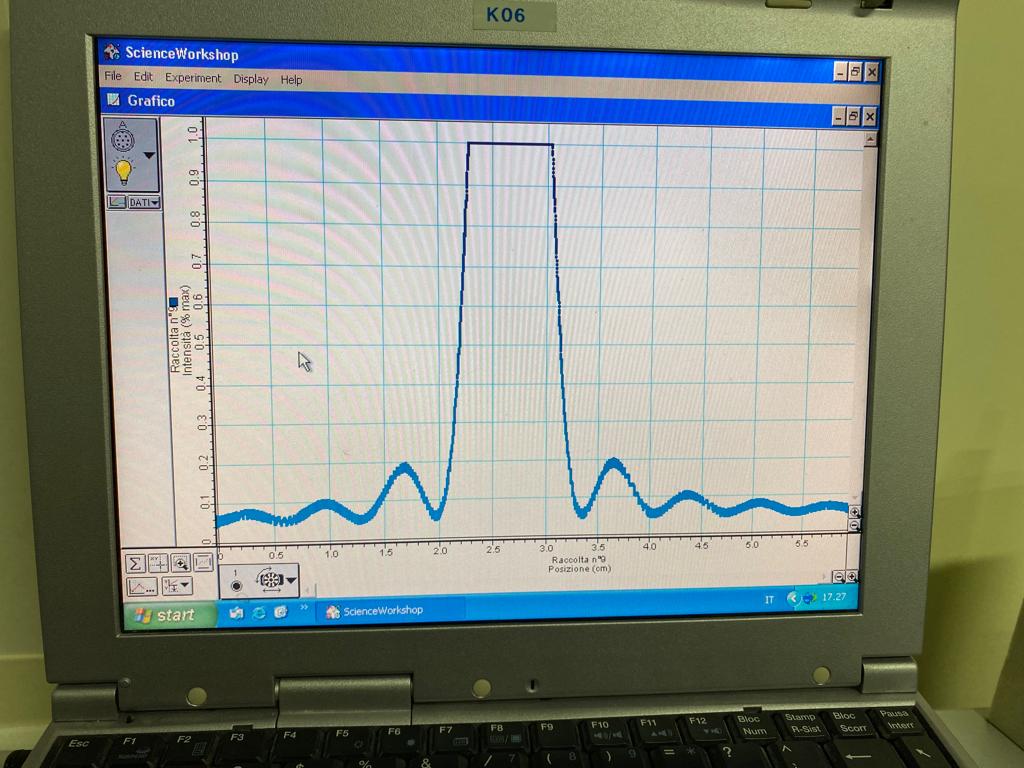 K06
ScienceWorkshop
File Edit Experiment Display Help
Grafico
DATI
1.0
0.9
0.8
0.7
0.6
0.5
0.4
0.3
0.2
0.1
0
Raccolta n°9
Intensità (% max)
0 0.5 1.0 1.5 2.0 2.5 3.0 3.5 4.0 4.5 5.0 5.5
Raccolta n°9
Posizione (cm)
1
start
ScienceWorkshop
IT
17.27
Esc F1 F2 F3 F4 F5 F6 F7 F8 F9 F10 F11 F12 Bloc Num Stamp R-Sist Bloc Scorr Pausa Interr
$ % & / 7 ( 8 ) 9 = * ? ^